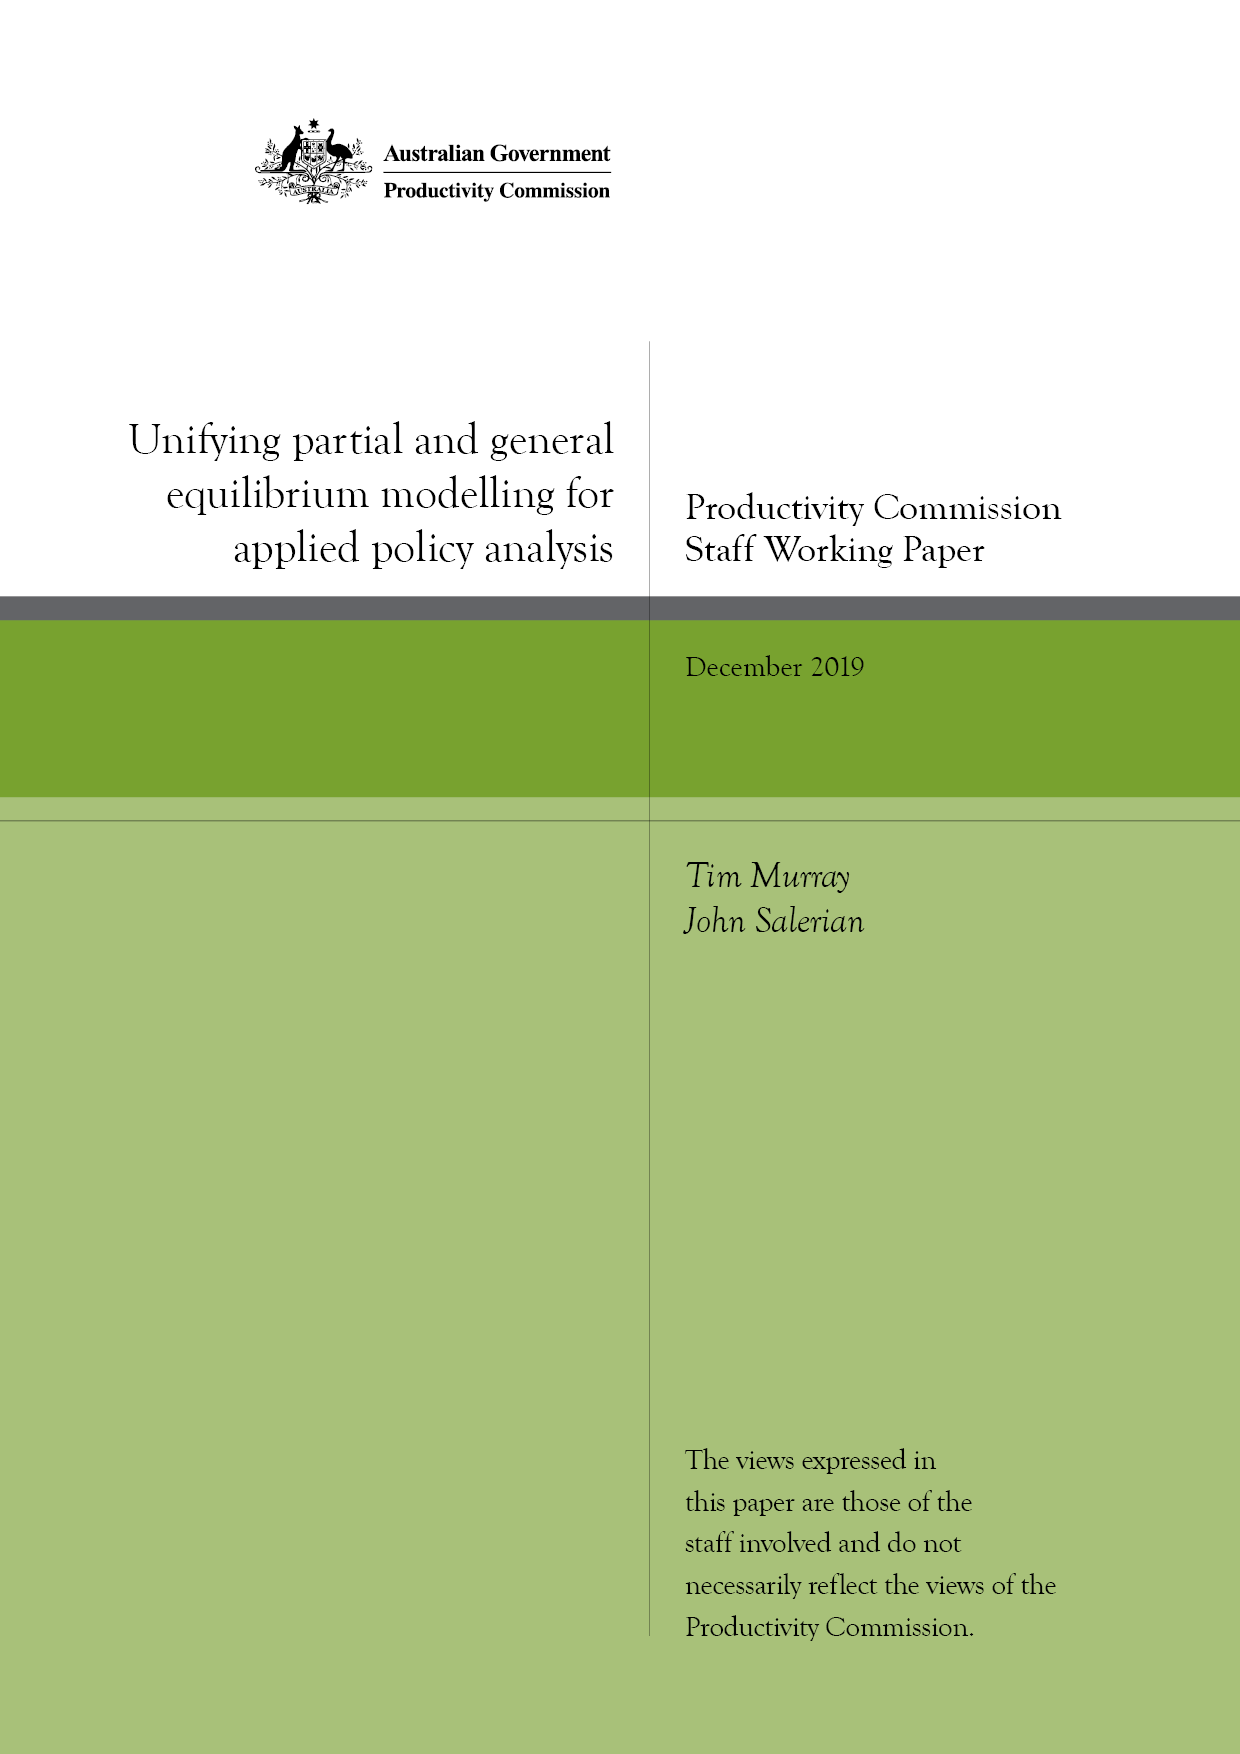 Australian Government
Productivity Commission
Unifying partial and general
equilibrium modelling for
applied policy analysis
Productivity Commission
Staff Working Paper
December 2019
Tim Murray
John Salerian
The views expressed in
this paper are those of the
staff involved and do not
necessarily reflect the views of the
Productivity Commission.